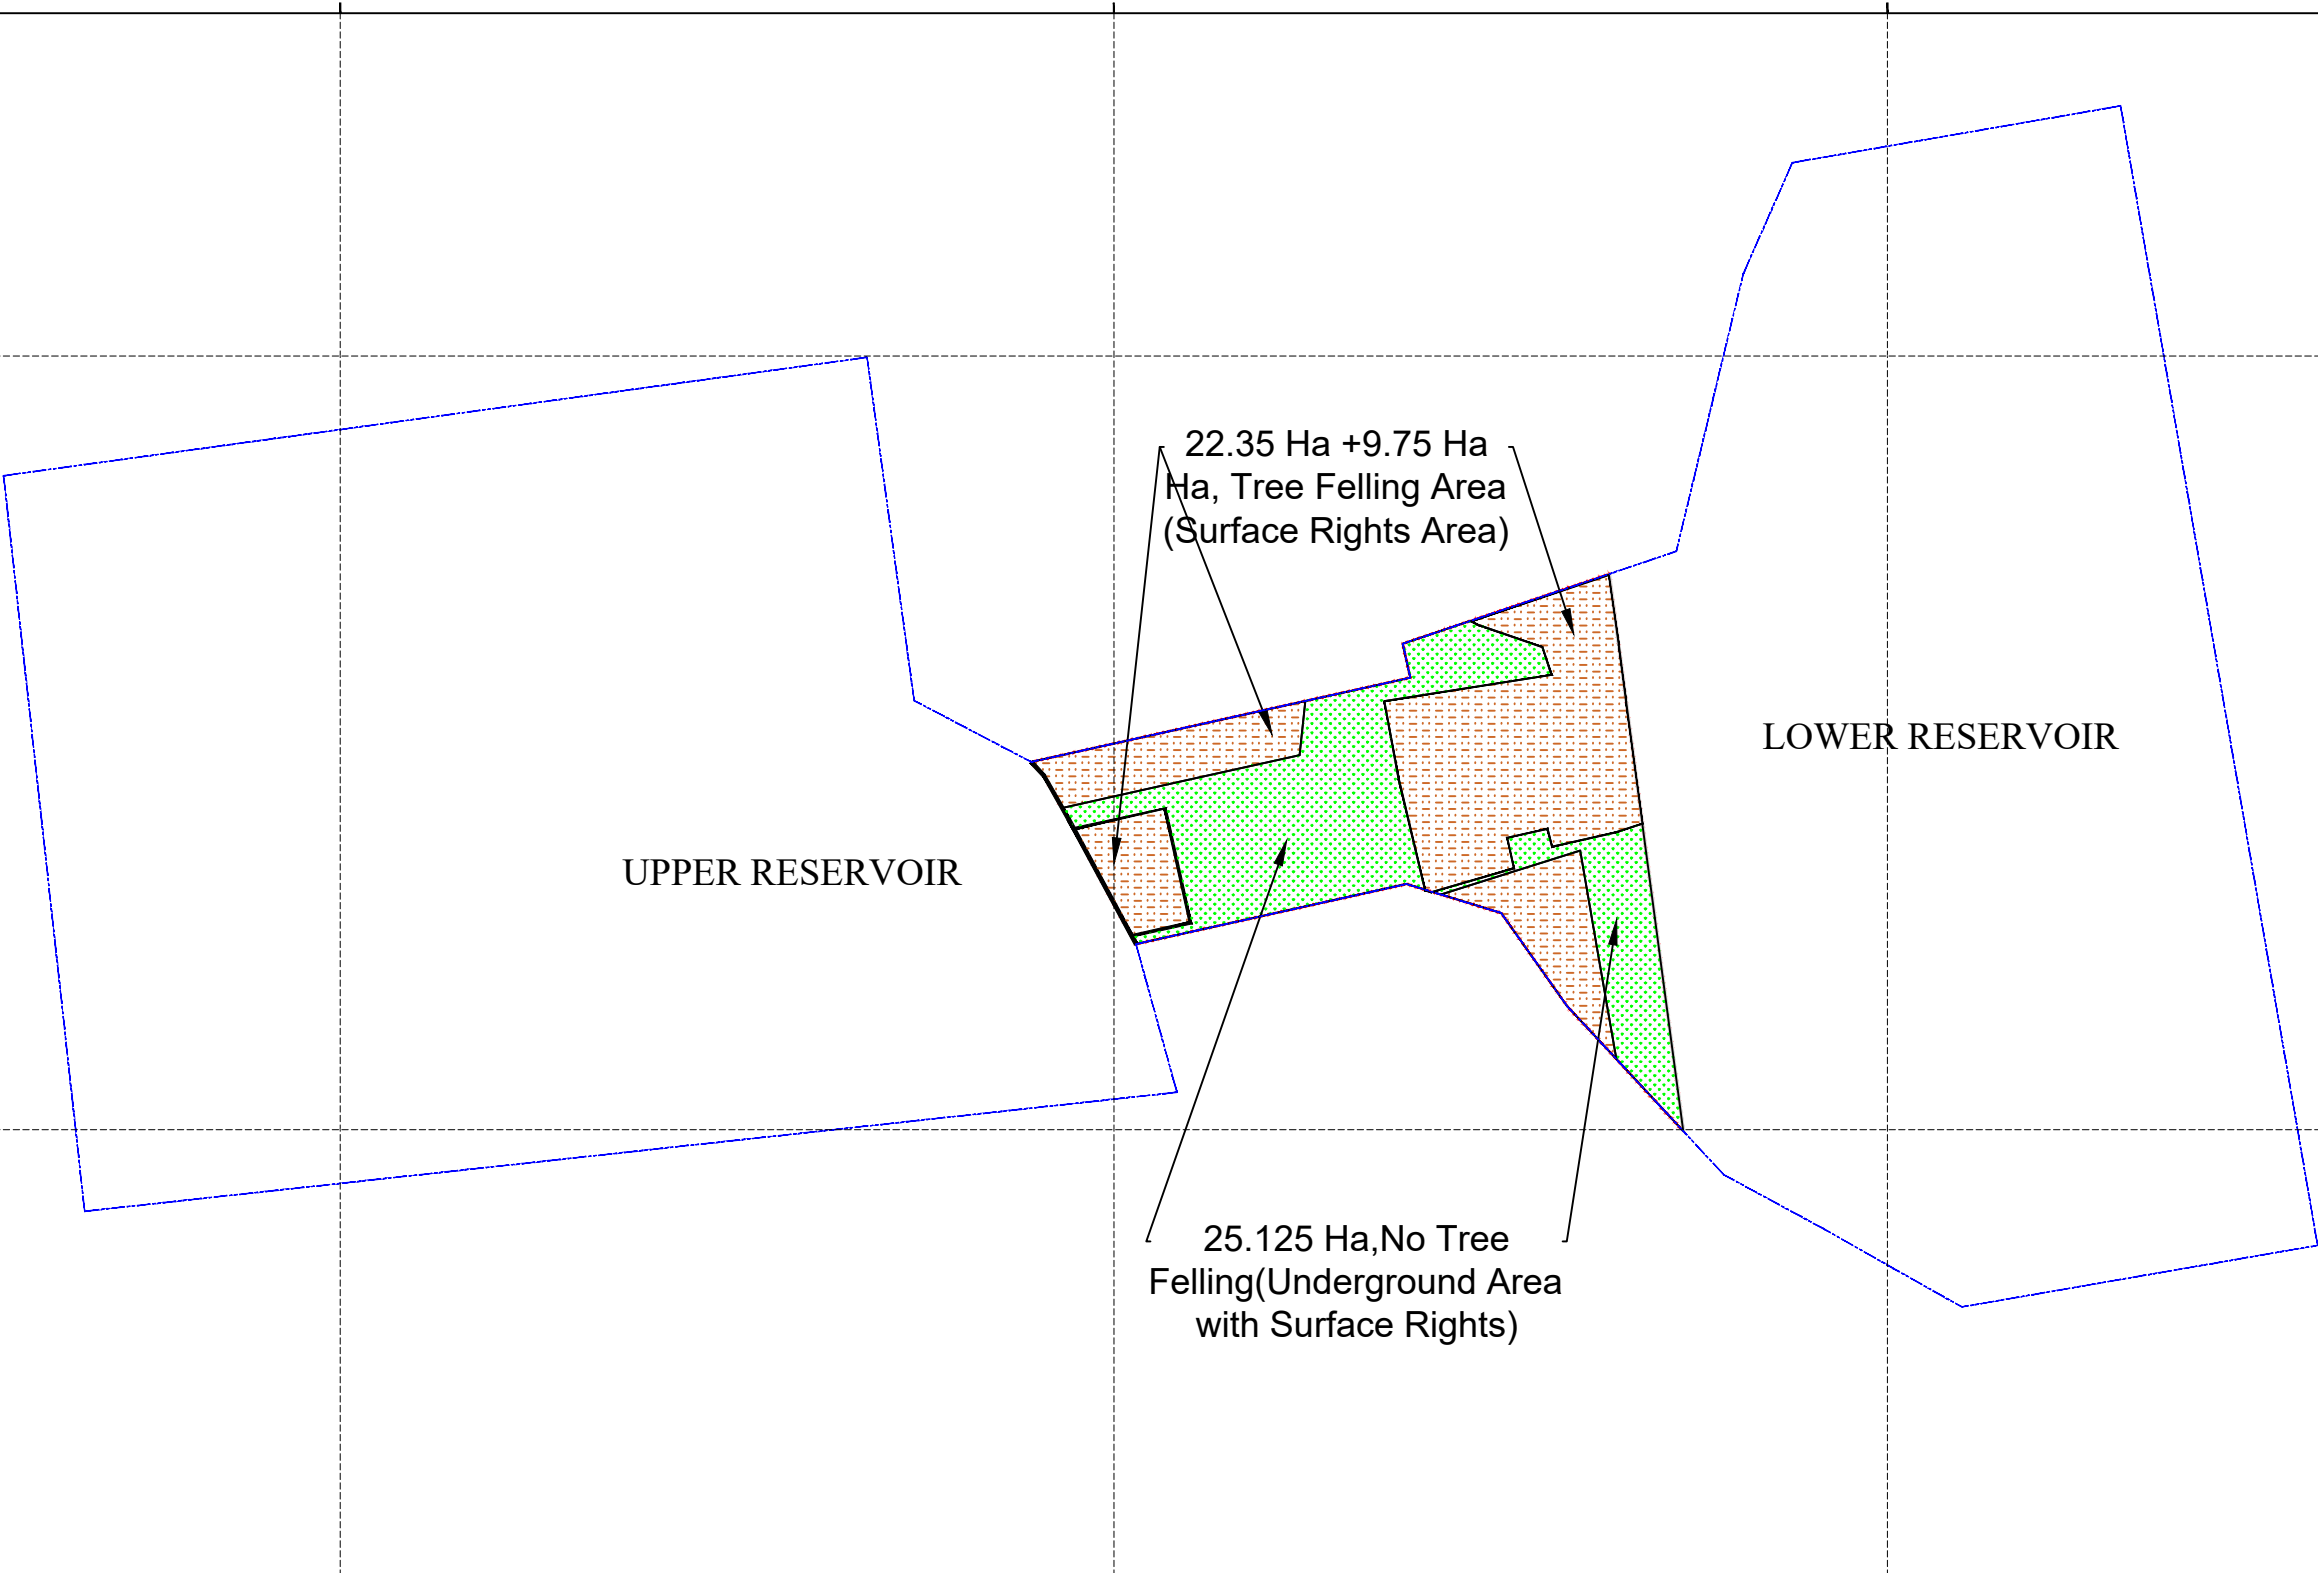 22.35 Ha +9.75 Ha
Ha, Tree Felling Area
(Surface Rights Area)
LOWER RESERVOIR
UPPER RESERVOIR
25.125 Ha,No Tree
Felling(Underground Area
with Surface Rights)